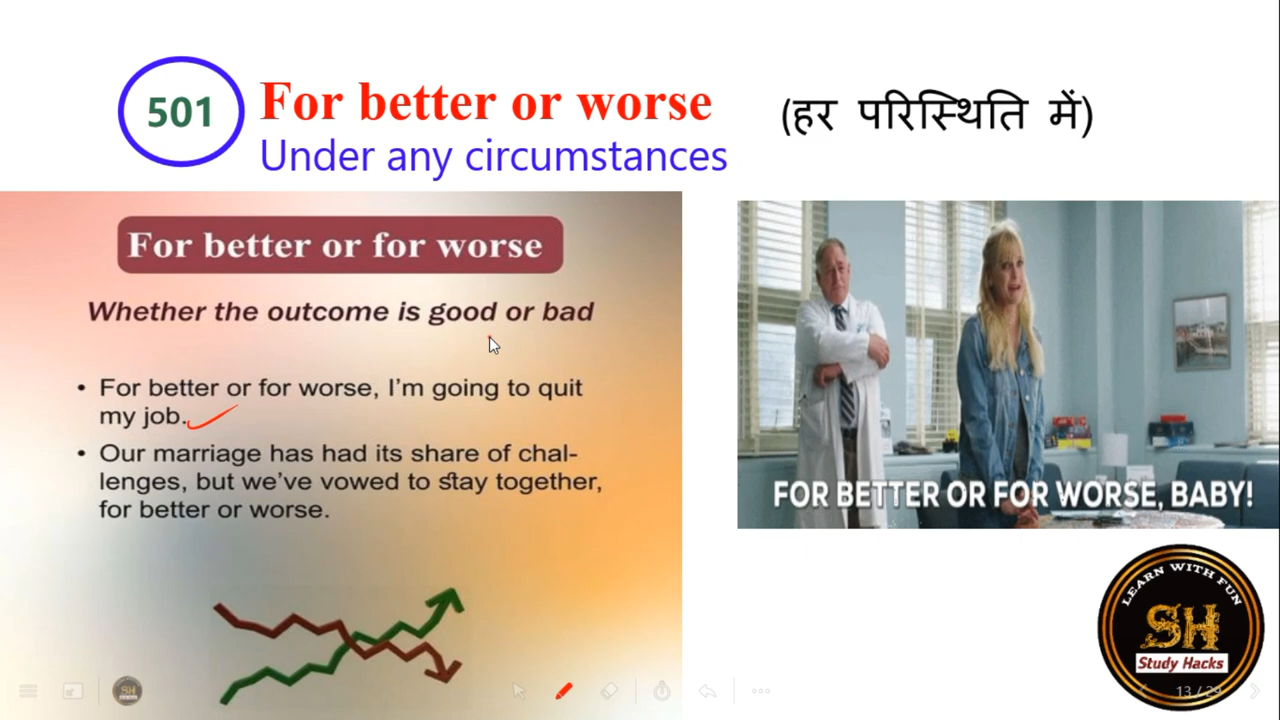 501
For better or worse
(हर परिस्थिति में)
Under any circumstances
For better or for worse
Whether the outcome is good or bad
• For better or for worse, I'm going to quit
my job.
• Our marriage has had its share of chal-
lenges, but we've vowed to stay together,
for better or worse.
FOR BETTER OR FOR WORSE, BABY!
LEARN WITH FUN
SH
Study Hacks
13 / 29